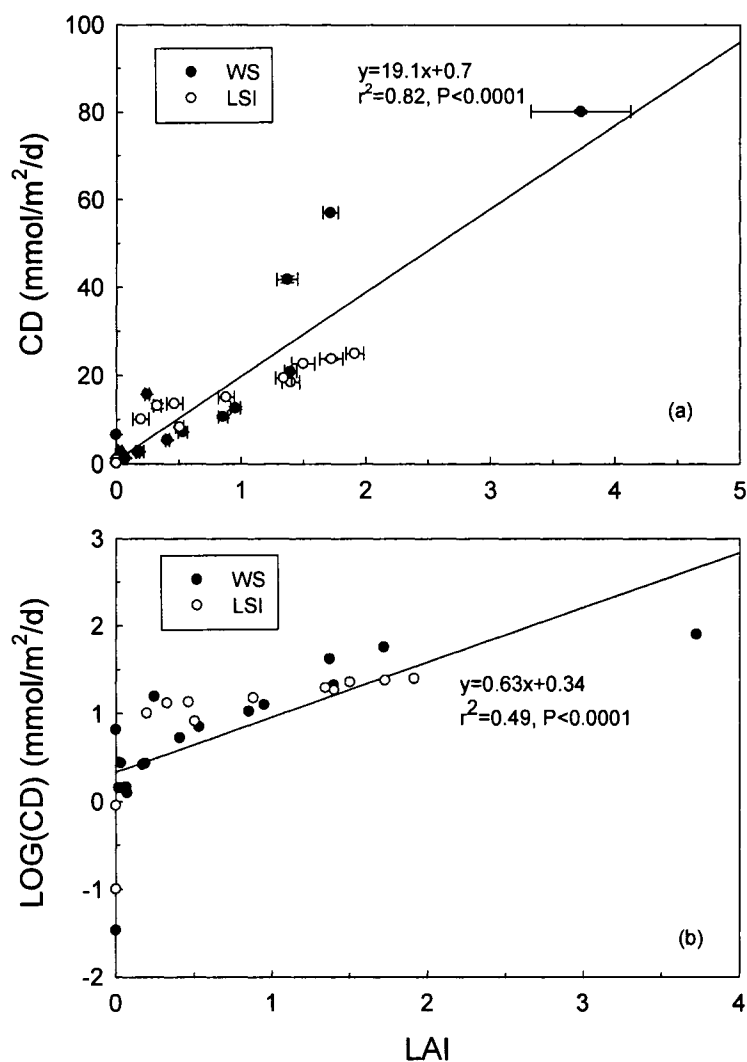 100
80
60
40
20
0
CD (mmol/m²/d)
WS
LSI
y=19.1x+0.7
r²=0.82, P<0.0001
(a)
0 1 2 3 4 5
3
2
1
0
-1
-2
LOG(CD) (mmol/m²/d)
WS
LSI
y=0.63x+0.34
r²=0.49, P<0.0001
(b)
0 1 2 3 4
LAI